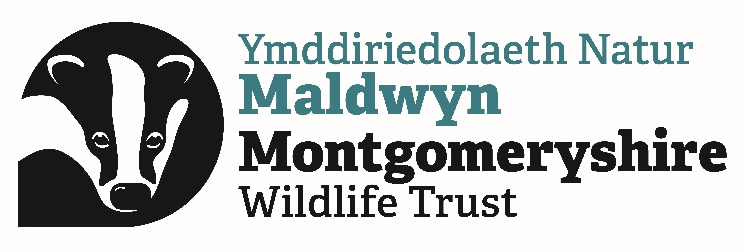 Ymddiriedolaeth Natur
Maldwyn
Montgomeryshire
Wildlife Trust